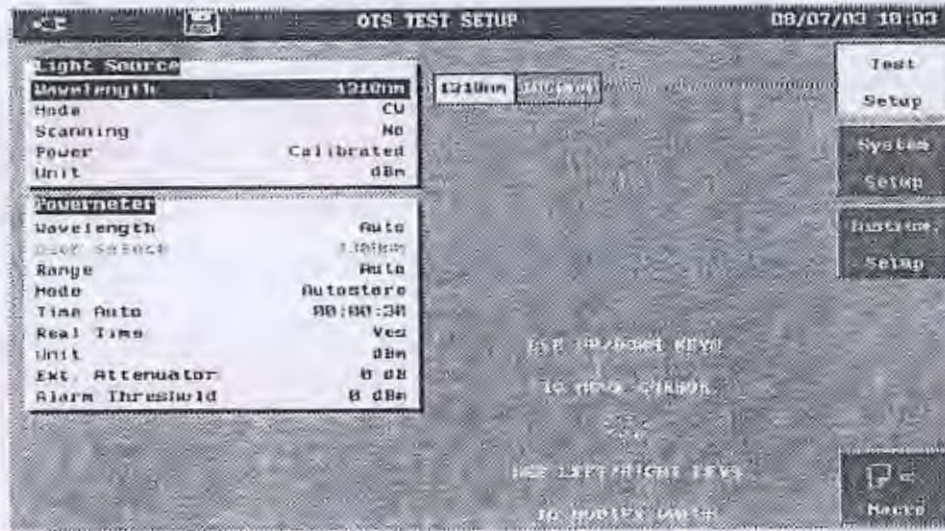 OTS TEST SETUP 08/07/03 10:03
Light Source
Wavelength 1310nm
Mode CW
Scanning No
Power Calibrated
Unit dBm
1310nm
Powermeter
Wavelength Auto
Range Auto
Mode Autostore
Time Auto 00:00:30
Real Time Yes
Unit dBm
Ext. Attenuator 0 dB
Alarm Threshold 0 dBm
USE UP/DOWN KEYS
TO MOVE CURSOR
USE LEFT/RIGHT KEYS
TO MODIFY VALUE
Test
Setup
System
Setup
Instrum.
Setup
Macro